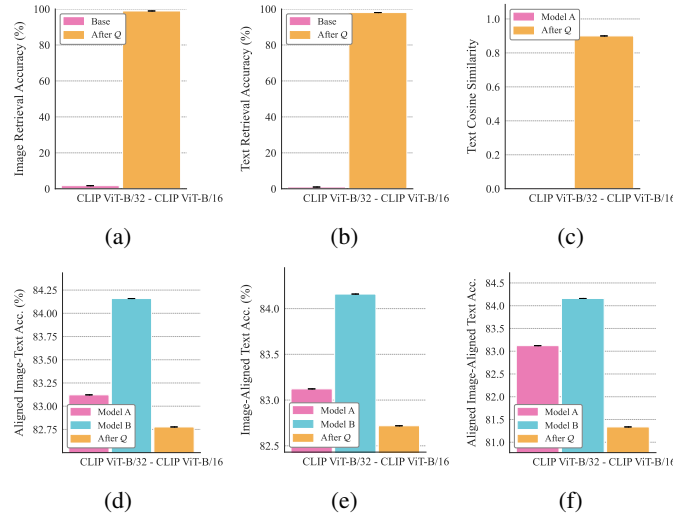 Image Retrieval Accuracy (%)
100
80
60
40
20
0
Base
After Q
CLIP ViT-B/32 - CLIP ViT-B/16
(a)
Text Retrieval Accuracy (%)
100
80
60
40
20
0
Base
After Q
CLIP ViT-B/32 - CLIP ViT-B/16
(b)
Text Cosine Similarity
1.0
0.8
0.6
0.4
0.2
0.0
Model A
After Q
CLIP ViT-B/32 - CLIP ViT-B/16
(c)
Aligned Image-Text Acc. (%)
84.25
84.00
83.75
83.50
83.25
83.00
82.75
Model A
Model B
After Q
CLIP ViT-B/32 - CLIP ViT-B/16
(d)
Image-Aligned Text Acc. (%)
84.0
83.5
83.0
82.5
Model A
Model B
After Q
CLIP ViT-B/32 - CLIP ViT-B/16
(e)
Aligned Image-Aligned Text Acc.
84.5
84.0
83.5
83.0
82.5
82.0
81.5
81.0
Model A
Model B
After Q
CLIP ViT-B/32 - CLIP ViT-B/16
(f)